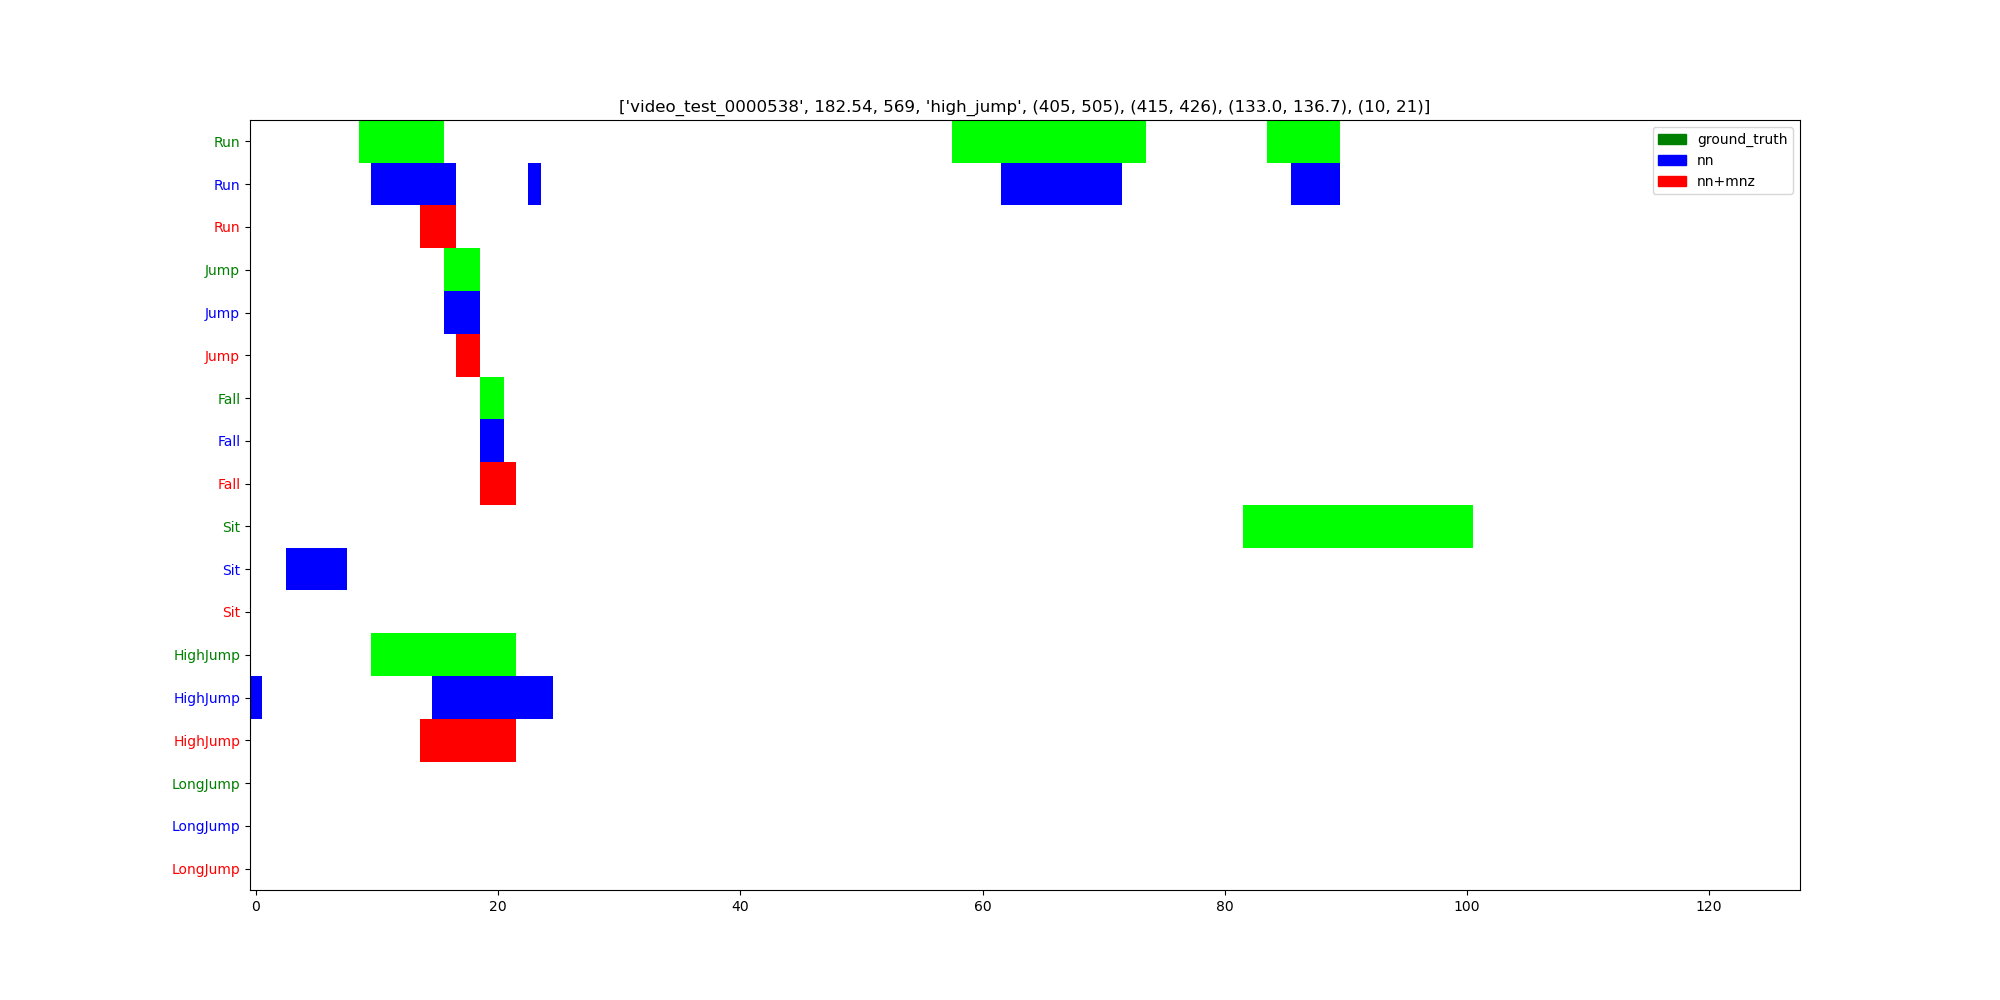 ['video_test_0000538', 182.54, 569, 'high_jump', (405, 505), (415, 426), (133.0, 136.7), (10, 21)]
ground_truth
nn
nn+mnz
Run
Run
Run
Jump
Jump
Jump
Fall
Fall
Fall
Sit
Sit
Sit
HighJump
HighJump
HighJump
LongJump
LongJump
LongJump
0 20 40 60 80 100 120